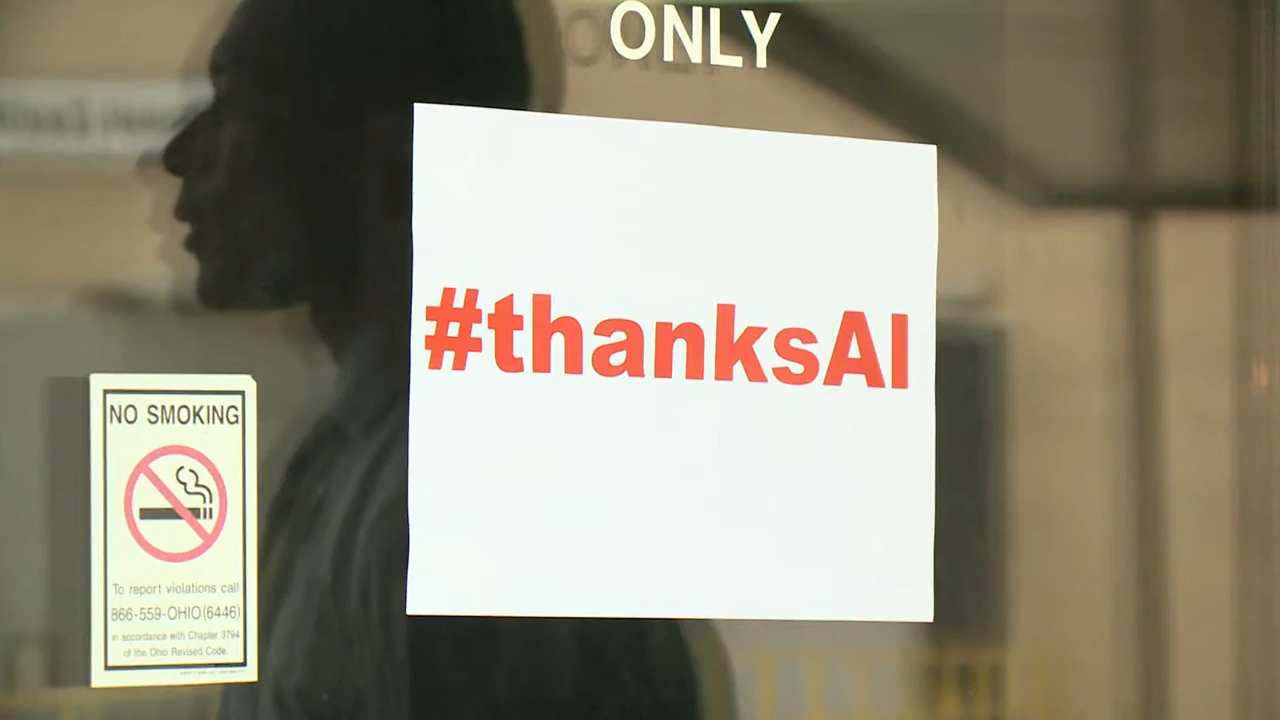 ONLY
#thanksAI
NO SMOKING
To report violations call
866-559-OHIO(6446)
in accordance with Chapter 3794
of the Ohio Revised Code.